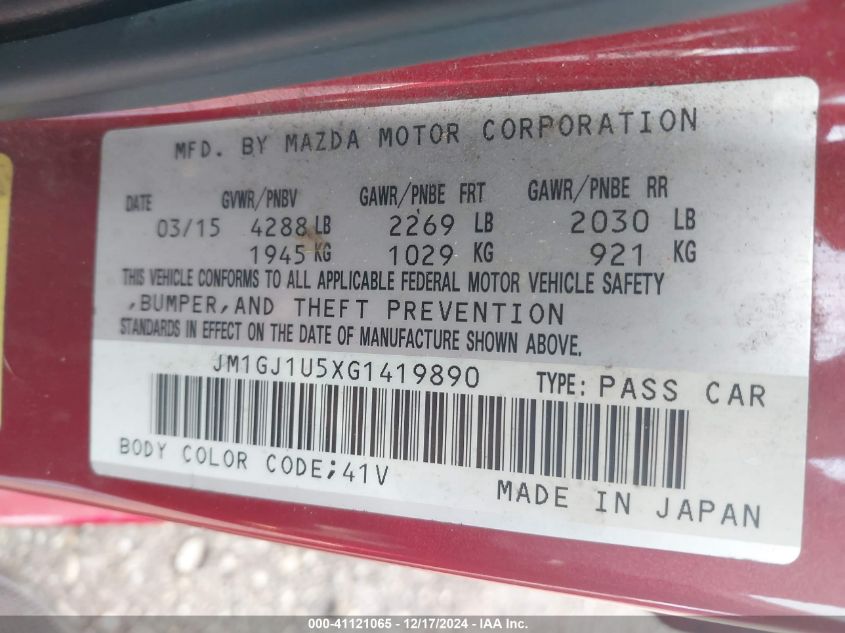 MFD. BY MAZDA MOTOR CORPORATION
DATE GVWR/PNBV GAWR/PNBE FRT GAWR/PNBE RR
03/15 4288 LB 2269 LB 2030 LB
1945 KG 1029 KG 921 KG
THIS VEHICLE CONFORMS TO ALL APPLICABLE FEDERAL MOTOR VEHICLE SAFETY
,BUMPER,AND THEFT PREVENTION
STANDARDS IN EFFECT ON THE DATE OF MANUFACTURE SHOWN ABOVE.
JM1GJ1U5XG1419890 TYPE: PASS CAR
BODY COLOR CODE;41V
MADE IN JAPAN
000-41121065 - 12/17/2024 - IAA Inc.